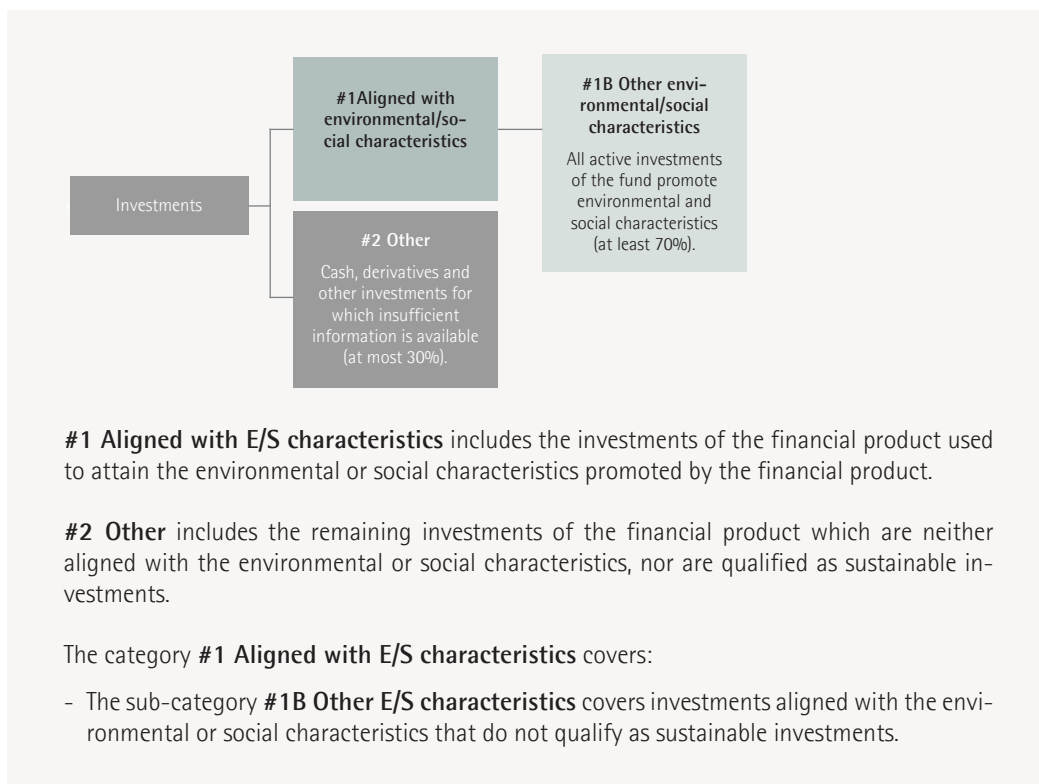 #1Aligned with
environmental/so-
cial characteristics
#1B Other envi-
ronmental/social
characteristics
All active investments
of the fund promote
environmental and
social characteristics
(at least 70%).
Investments
#2 Other
Cash, derivatives and
other investments for
which insufficient
information is available
(at most 30%).
#1 Aligned with E/S characteristics includes the investments of the financial product used
to attain the environmental or social characteristics promoted by the financial product.
#2 Other includes the remaining investments of the financial product which are neither
aligned with the environmental or social characteristics, nor are qualified as sustainable in-
vestments.
The category #1 Aligned with E/S characteristics covers:
- The sub-category #1B Other E/S characteristics covers investments aligned with the envi-
ronmental or social characteristics that do not qualify as sustainable investments.